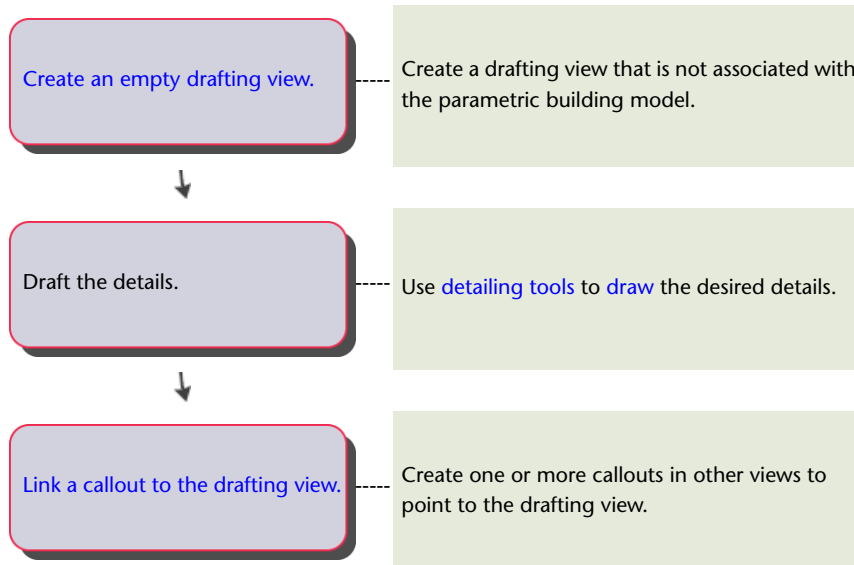 Create an empty drafting view.
Create a drafting view that is not associated with
the parametric building model.
Draft the details.
Use detailing tools to draw the desired details.
Link a callout to the drafting view.
Create one or more callouts in other views to
point to the drafting view.